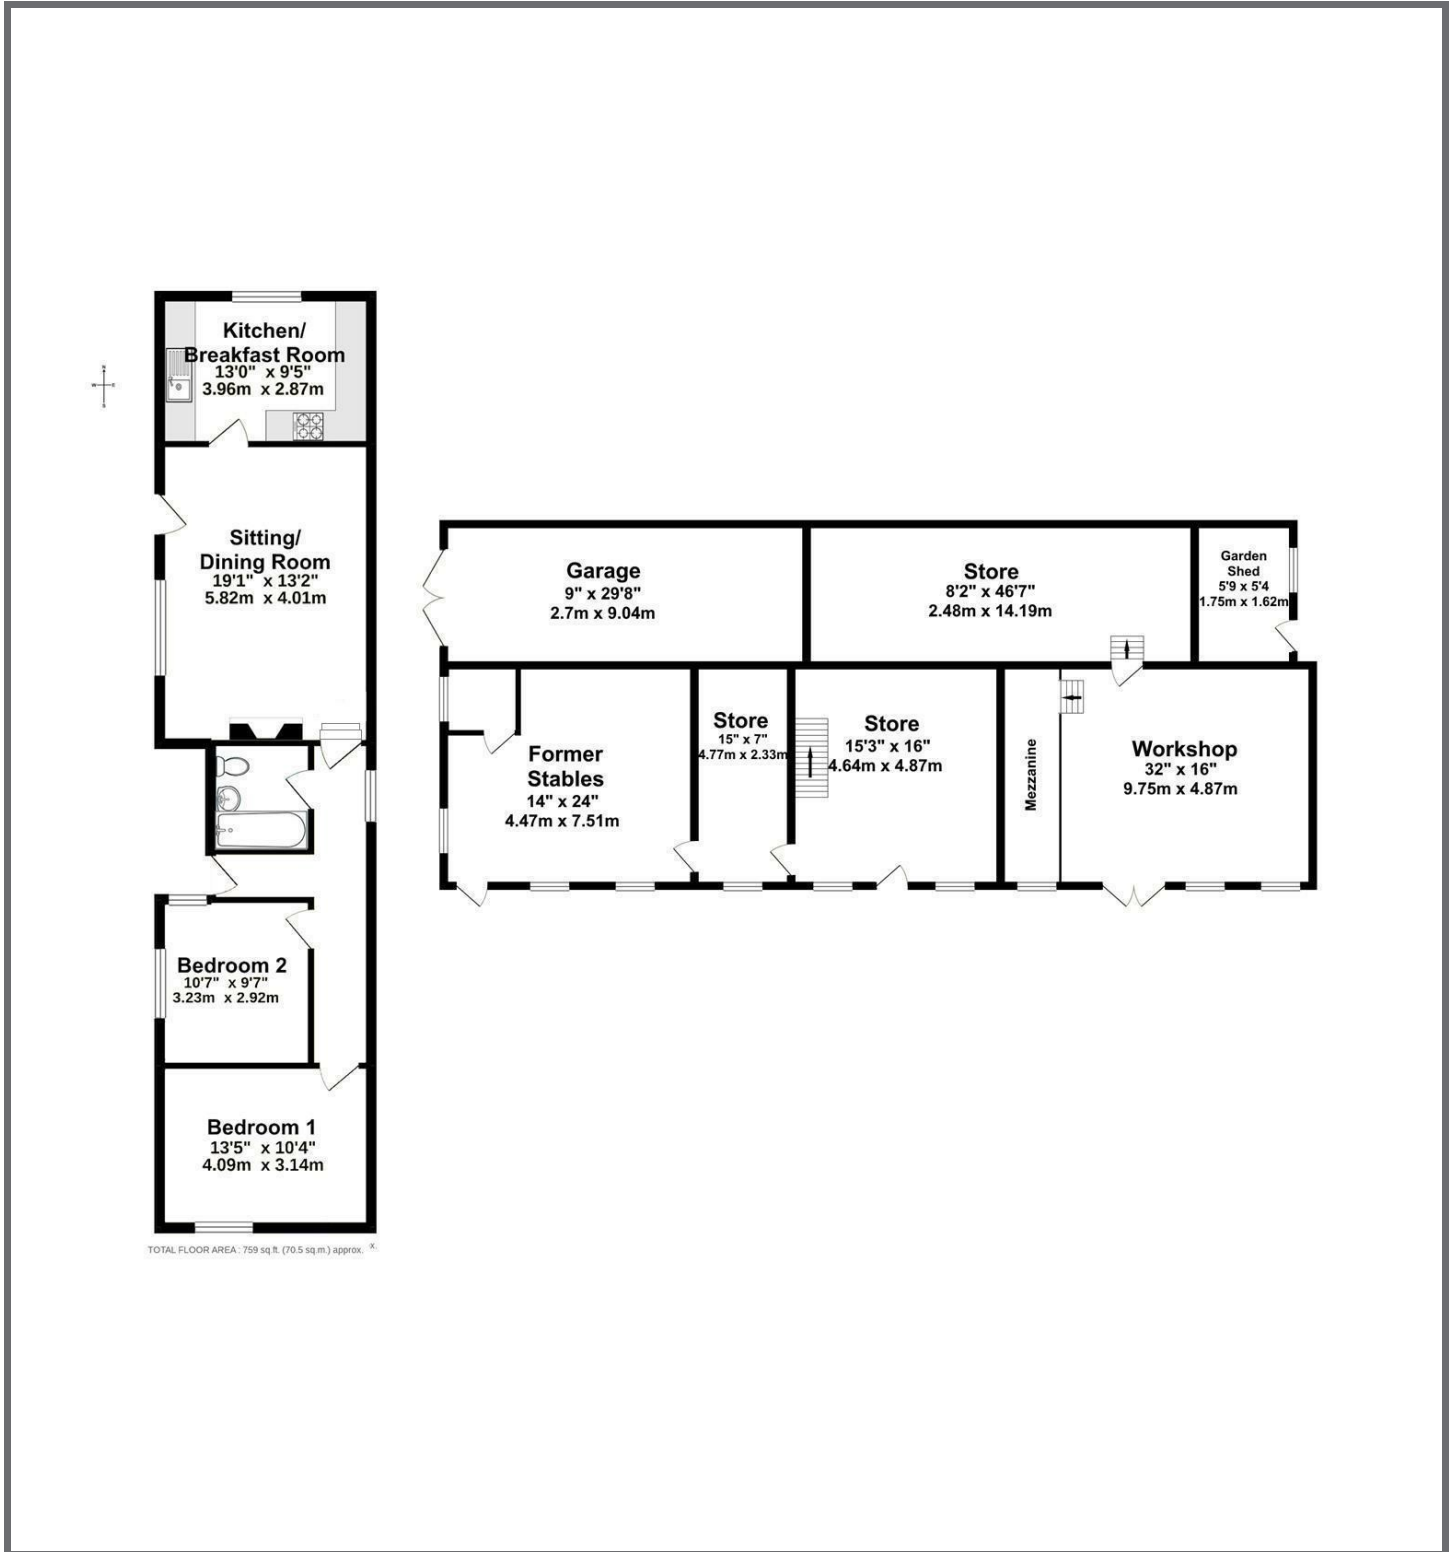 Kitchen/
Breakfast Room
13'0" x 9'5"
3.96m x 2.87m
N
W E
S
Sitting/
Dining Room
19'1" x 13'2"
5.82m x 4.01m
Bedroom 2
10'7" x 9'7"
3.23m x 2.92m
Bedroom 1
13'5" x 10'4"
4.09m x 3.14m
TOTAL FLOOR AREA : 759 sq.ft. (70.5 sq.m.) approx. x
Garage
9" x 29'8"
2.7m x 9.04m
Store
8'2" x 46'7"
2.48m x 14.19m
Garden
Shed
5'9 x 5'4
1.75m x 1.62m
Former
Stables
14" x 24"
4.47m x 7.51m
Store
15" x 7"
4.77m x 2.33m
Store
15'3" x 16"
4.64m x 4.87m
Mezzanine
Workshop
32" x 16"
9.75m x 4.87m